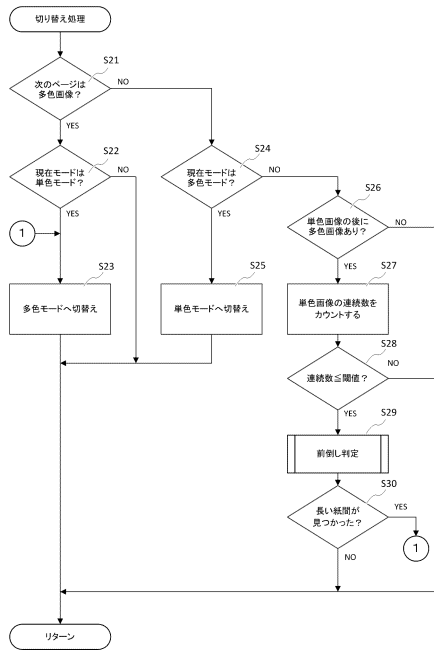 切り替え処理
S21
次のページは
多色画像？
NO
YES
S22
現在モードは
単色モード？
NO
YES
S24
現在モードは
多色モード？
NO
YES
S26
単色画像の後に
多色画像あり？
NO
YES
1
S23
多色モードへ切替え
S25
単色モードへ切替え
S27
単色画像の連続数を
カウントする
S28
連続数≦閾値？
NO
YES
S29
前倒し判定
S30
長い紙間が
見つかった？
YES
NO
1
リターン